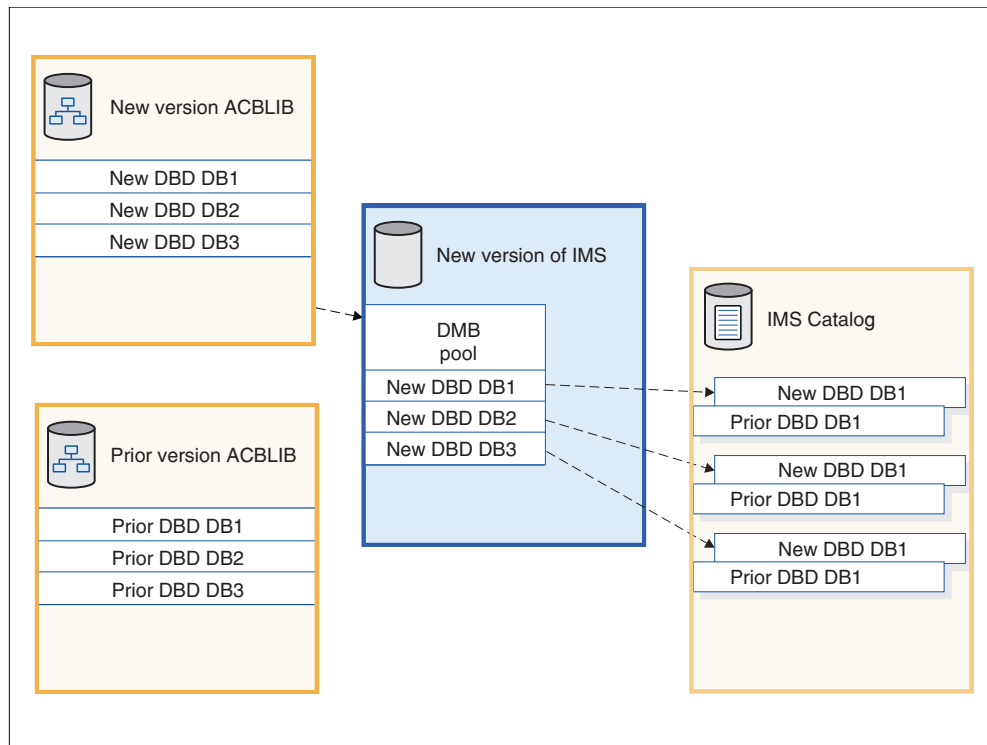 New version ACBLIB
New DBD DB1
New DBD DB2
New DBD DB3
Prior version ACBLIB
Prior DBD DB1
Prior DBD DB2
Prior DBD DB3
New version of IMS
DMB
pool
New DBD DB1
New DBD DB2
New DBD DB3
IMS Catalog
New DBD DB1
Prior DBD DB1
New DBD DB1
Prior DBD DB1
New DBD DB1
Prior DBD DB1